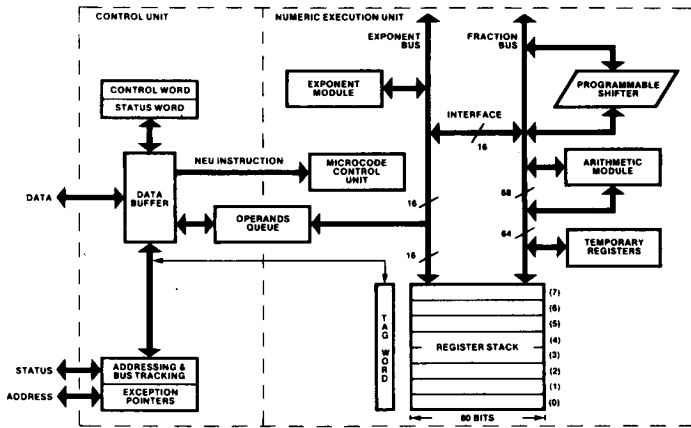 CONTROL UNIT
NUMERIC EXECUTION UNIT
EXPONENT
BUS
FRACTION
BUS
CONTROL WORD
STATUS WORD
EXPONENT
MODULE
PROGRAMMABLE
SHIFTER
INTERFACE
16
NEU INSTRUCTION
MICROCODE
CONTROL
UNIT
ARITHMETIC
MODULE
DATA
DATA
BUFFER
OPERANDS
QUEUE
16
68
64
16
TEMPORARY
REGISTERS
TAG WORD
(7)
(6)
(5)
(4)
REGISTER STACK
(3)
(2)
(1)
(0)
STATUS
ADDRESS
ADDRESSING &
BUS TRACKING
EXCEPTION
POINTERS
80 BITS